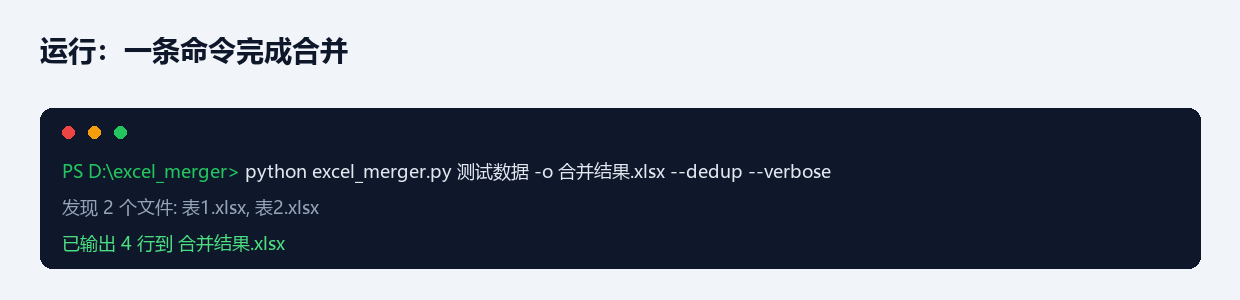 运行：一条命令完成合并
PS D:\excel_merger> python excel_merger.py 测试数据 -o 合并结果.xlsx --dedup --verbose
发现 2 个文件: 表1.xlsx, 表2.xlsx
已输出 4 行到 合并结果.xlsx